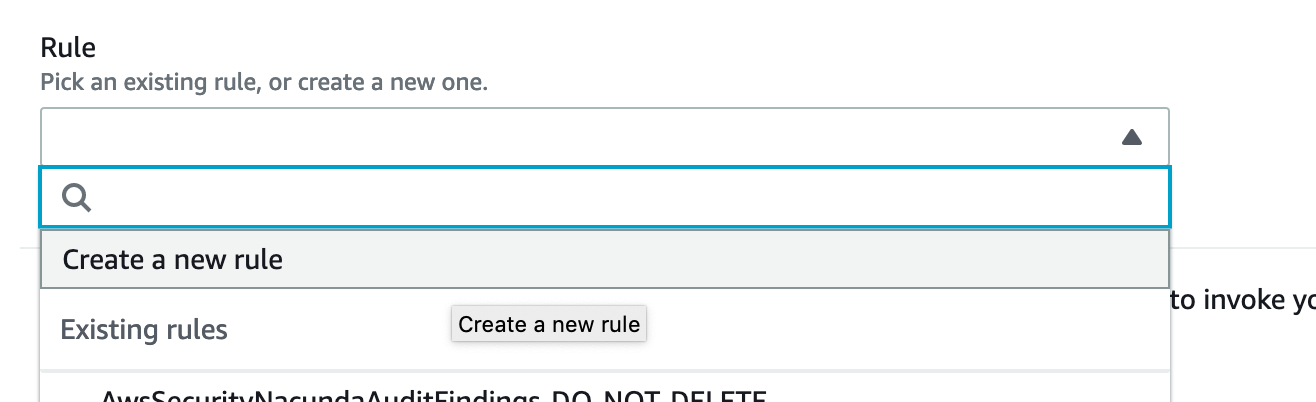 Rule
Pick an existing rule, or create a new one.
Create a new rule
to invoke yo
Existing rules
Create a new rule
AwsSecurityNacundaAuditFindings_DO_NOT_DELETE